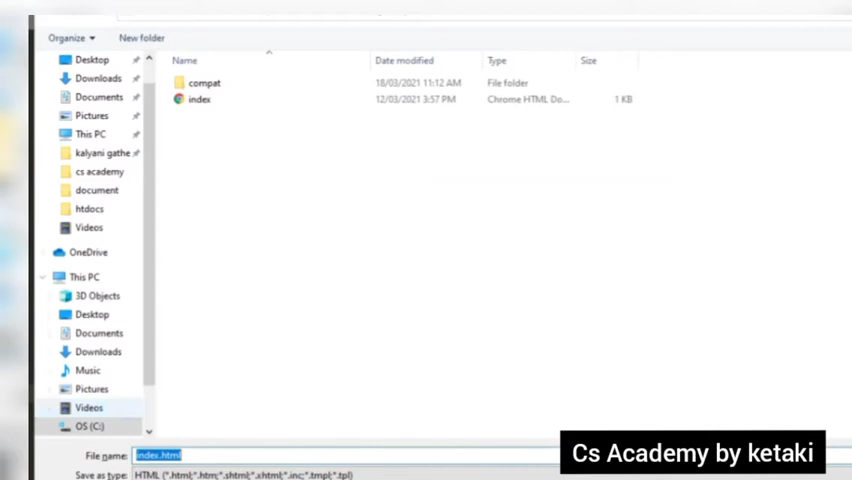 Organize New folder
Name Date modified Type Size
Desktop
Downloads
Documents
Pictures
This PC
kalyani gathe
cs academy
document
htdocs
Videos
OneDrive
This PC
3D Objects
Desktop
Documents
Downloads
Music
Pictures
Videos
OS (C:)
compat 18/03/2021 11:12 AM File folder
index 12/03/2021 3:57 PM Chrome HTML Do... 1 KB
File name: index.html
Save as type: HTML (*.html;*.htm;*.shtml;*.xhtml;*.inc;*.tmpl;*.tpl)
Cs Academy by ketaki